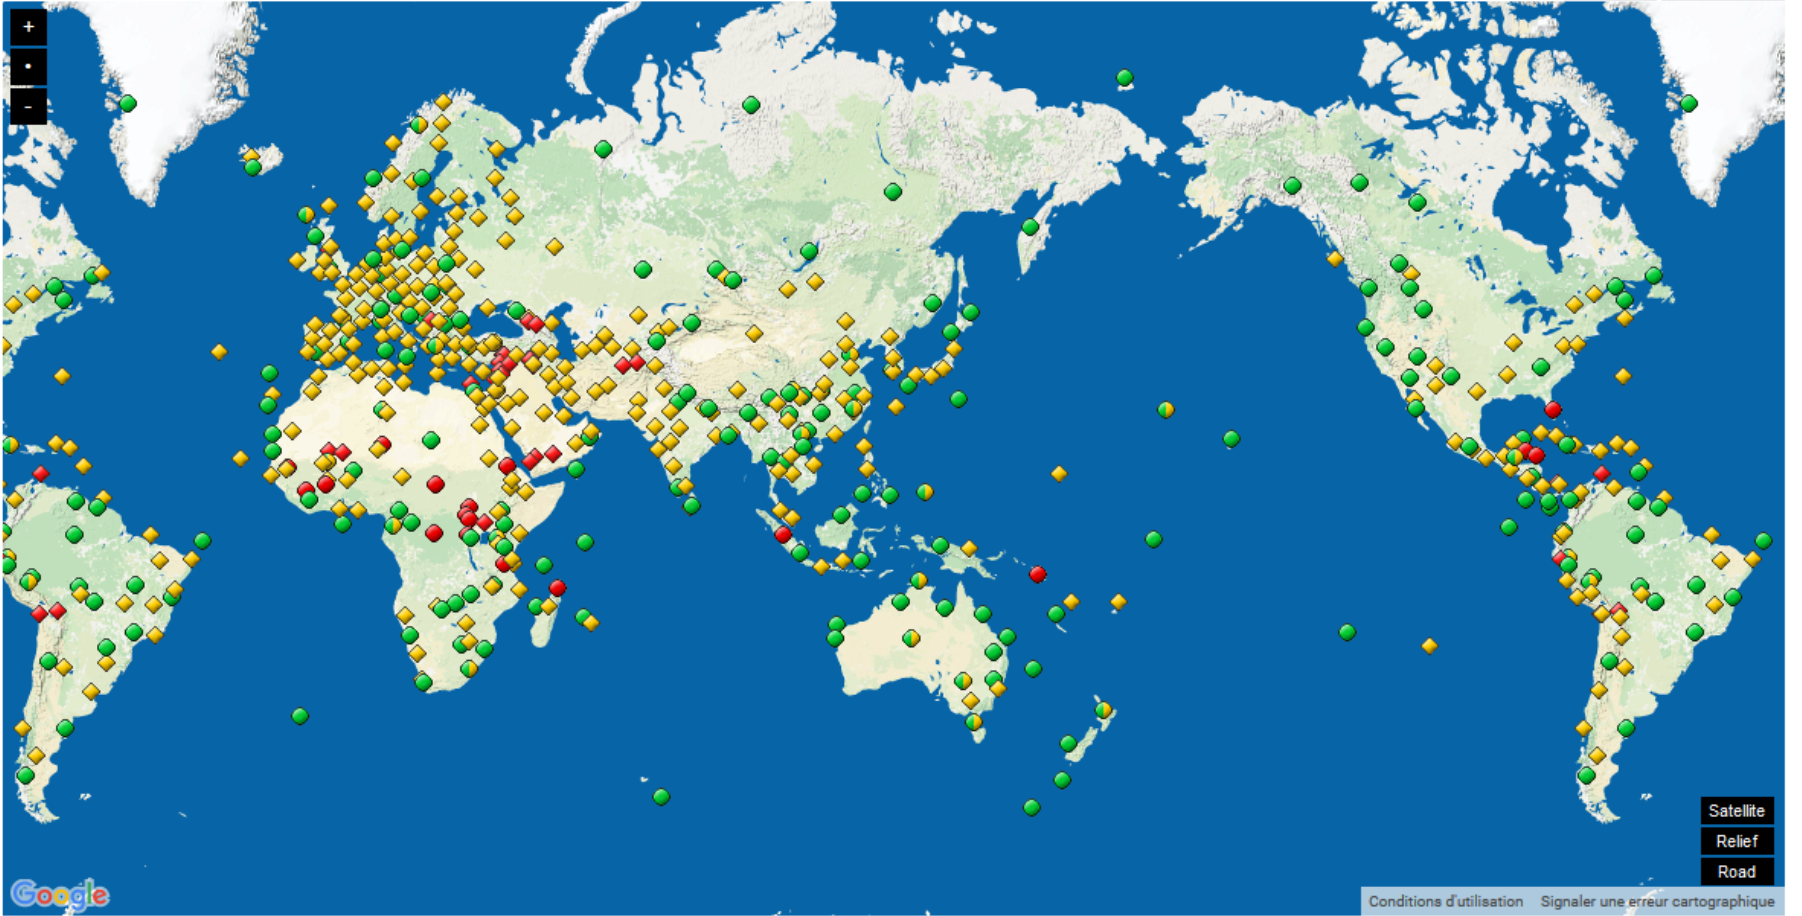 +
•
-
Satellite
Relief
Road
Google
Conditions d'utilisation Signaler une erreur cartographique